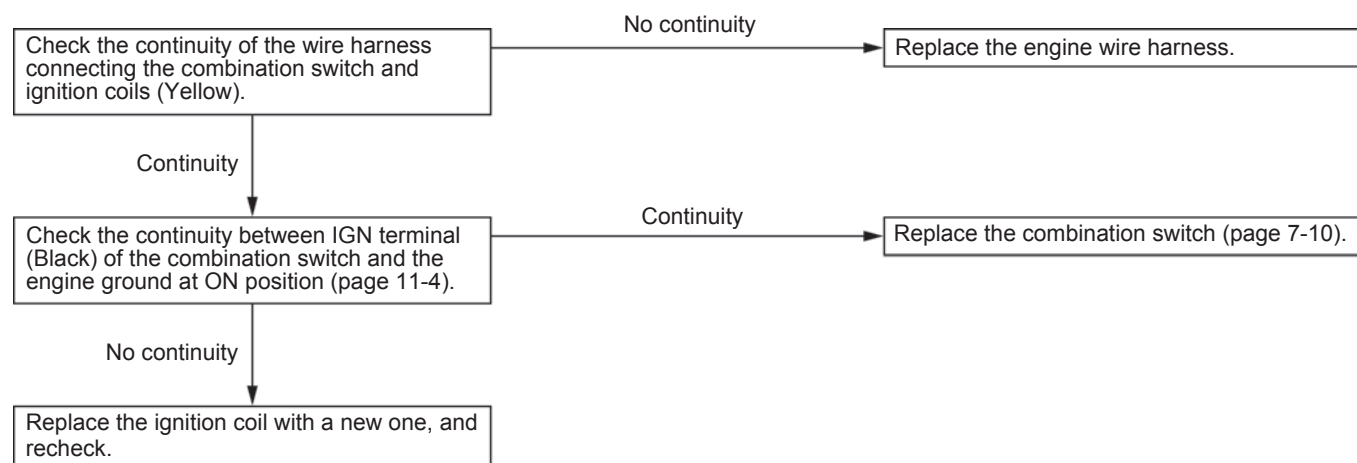 Check the continuity of the wire harness
connecting the combination switch and
ignition coils (Yellow).
No continuity
Replace the engine wire harness.
Continuity
Check the continuity between IGN terminal
(Black) of the combination switch and the
engine ground at ON position (page 11-4).
Continuity
Replace the combination switch (page 7-10).
No continuity
Replace the ignition coil with a new one, and
recheck.